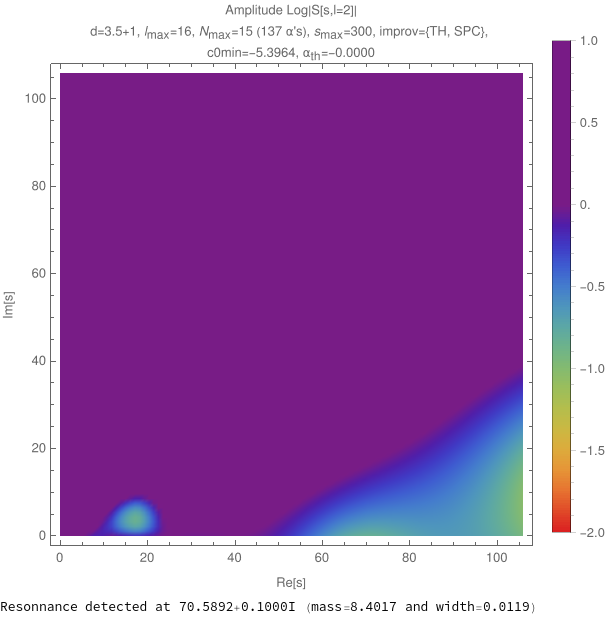 Amplitude Log|S[s,l=2]|
d=3.5+1, lmax=16, Nmax=15 (137 α's), smax=300, improv={TH, SPC},
c0min=−5.3964, αth=−0.0000
100
80
60
40
20
0
Im[s]
0 20 40 60 80 100
Re[s]
1.0
0.5
0.
−0.5
−1.0
−1.5
−2.0
Resonnance detected at 70.5892+0.1000I (mass=8.4017 and width=0.0119)